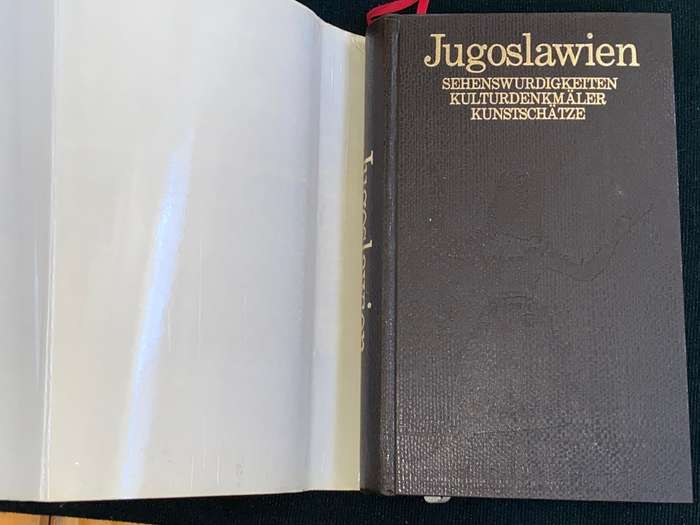 Jugoslawien
SEHENSWURDIGKEITEN
KULTURDENKMÄLER
KUNSTSCHÄTZE
Jugoslawien